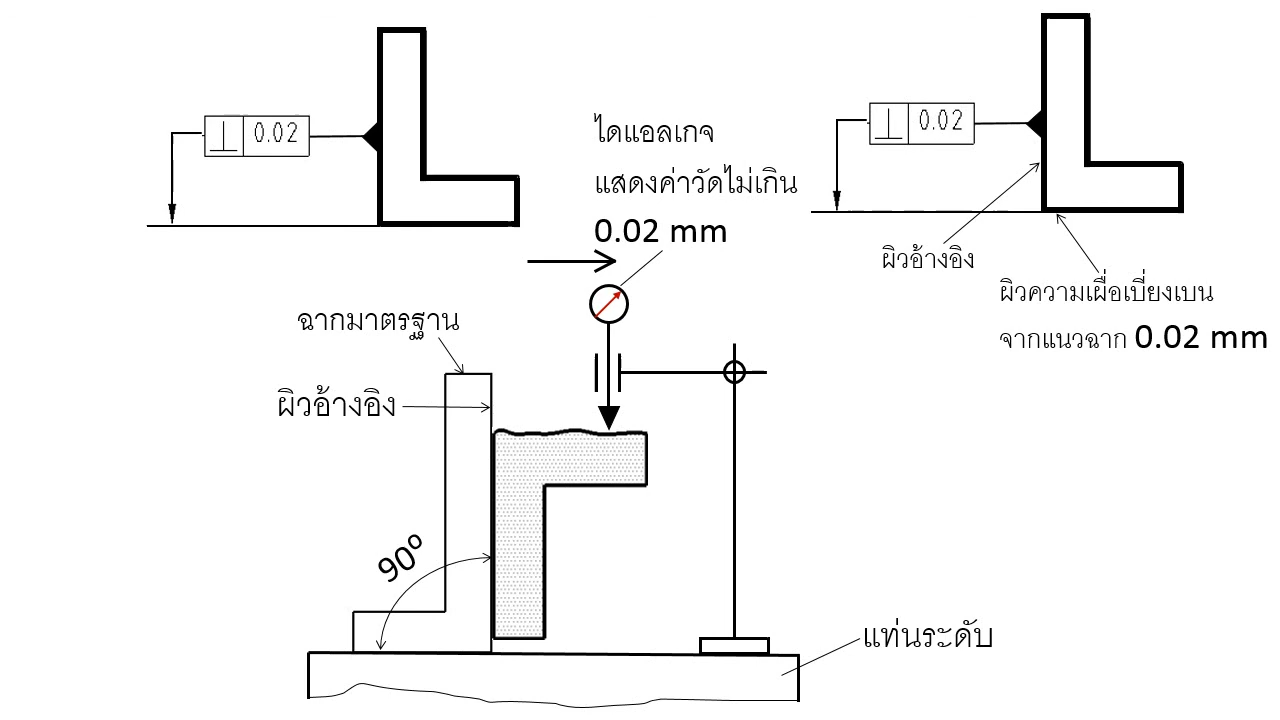 ⊥ 0.02
ไดแอลเกจ
แสดงค่าวัดไม่เกิน
0.02 mm
⊥ 0.02
ผิวอ้างอิง
ผิวความเผื่อเบี่ยงเบน
จากแนวฉาก 0.02 mm
ฉากมาตรฐาน
ผิวอ้างอิง
90º
แท่นระดับ